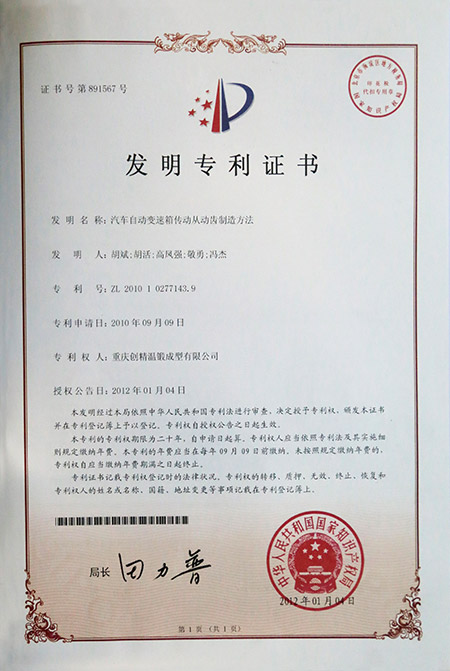 证书号第891567号
发明专利证书
发明名称：汽车自动变速箱传动从动齿制造方法
发明人：胡斌;胡活;高风强;敬勇;冯杰
专利号：ZL 2010 1 0277143.9
专利申请日：2010年09月09日
专利权人：重庆创精温锻成型有限公司
授权公告日：2012年01月04日
本发明经过本局依照中华人民共和国专利法进行审查，决定授予专利权，颁发本证书
并在专利登记簿上予以登记。专利权自授权公告之日起生效。
本专利的专利权期限为二十年，自申请日起算。专利权人应当依照专利法及其实施细
则规定缴纳年费。本专利的年费应当在每年09月09日前缴纳。未按照规定缴纳年费的，
专利权自应当缴纳年费期满之日起终止。
专利证书记载专利权登记时的法律状况。专利权的转移、质押、无效、终止、恢复和
专利权人的姓名或名称、国籍、地址变更等事项记载在专利登记簿上。
局长
田力普
中华人民共和国国家知识产权局
2012年01月04日
第1页（共1页）